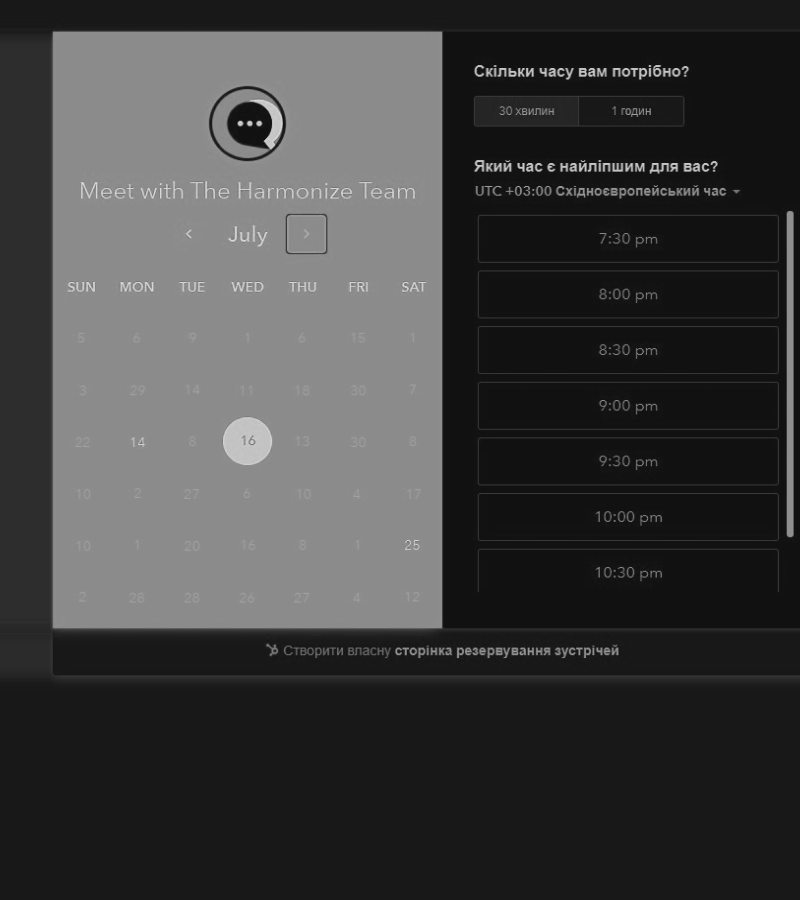 Meet with The Harmonize Team
July
SUN MON TUE WED THU FRI SAT
5 6 9 1 6 15 1
3 29 14 11 18 30 7
22 14 8 16 13 30 8
10 2 27 6 10 4 17
10 1 20 16 8 1 25
2 28 28 26 27 4 12
Скільки часу вам потрібно?
30 хвилин 1 годин
Який час є найліпшим для вас?
UTC +03:00 Східноєвропейський час
7:30 pm
8:00 pm
8:30 pm
9:00 pm
9:30 pm
10:00 pm
10:30 pm
Створити власну сторінка резервування зустрічей